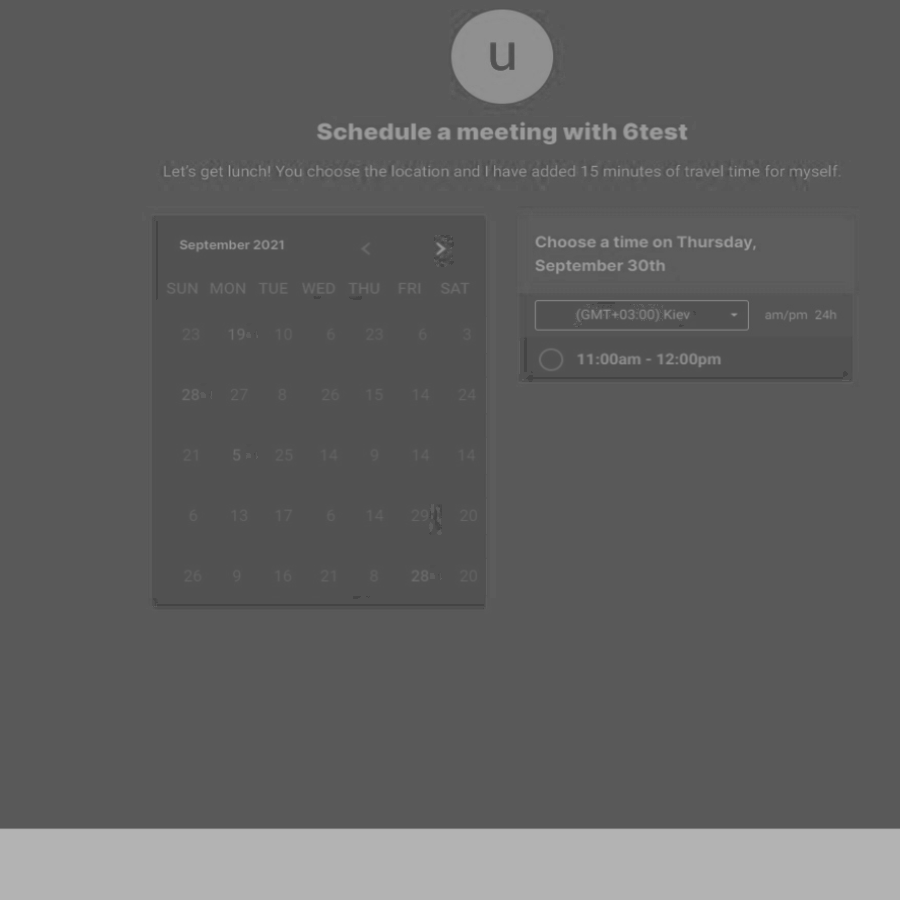 u
Schedule a meeting with 6test
Let's get lunch! You choose the location and I have added 15 minutes of travel time for myself.
September 2021 < >
SUN MON TUE WED THU FRI SAT
23 19 10 6 23 6 3
28 27 8 26 15 14 24
21 5 25 14 9 14 14
6 13 17 6 14 29 20
26 9 16 21 8 28 20
Choose a time on Thursday,
September 30th
(GMT+03:00) Kiev am/pm 24h
11:00am - 12:00pm